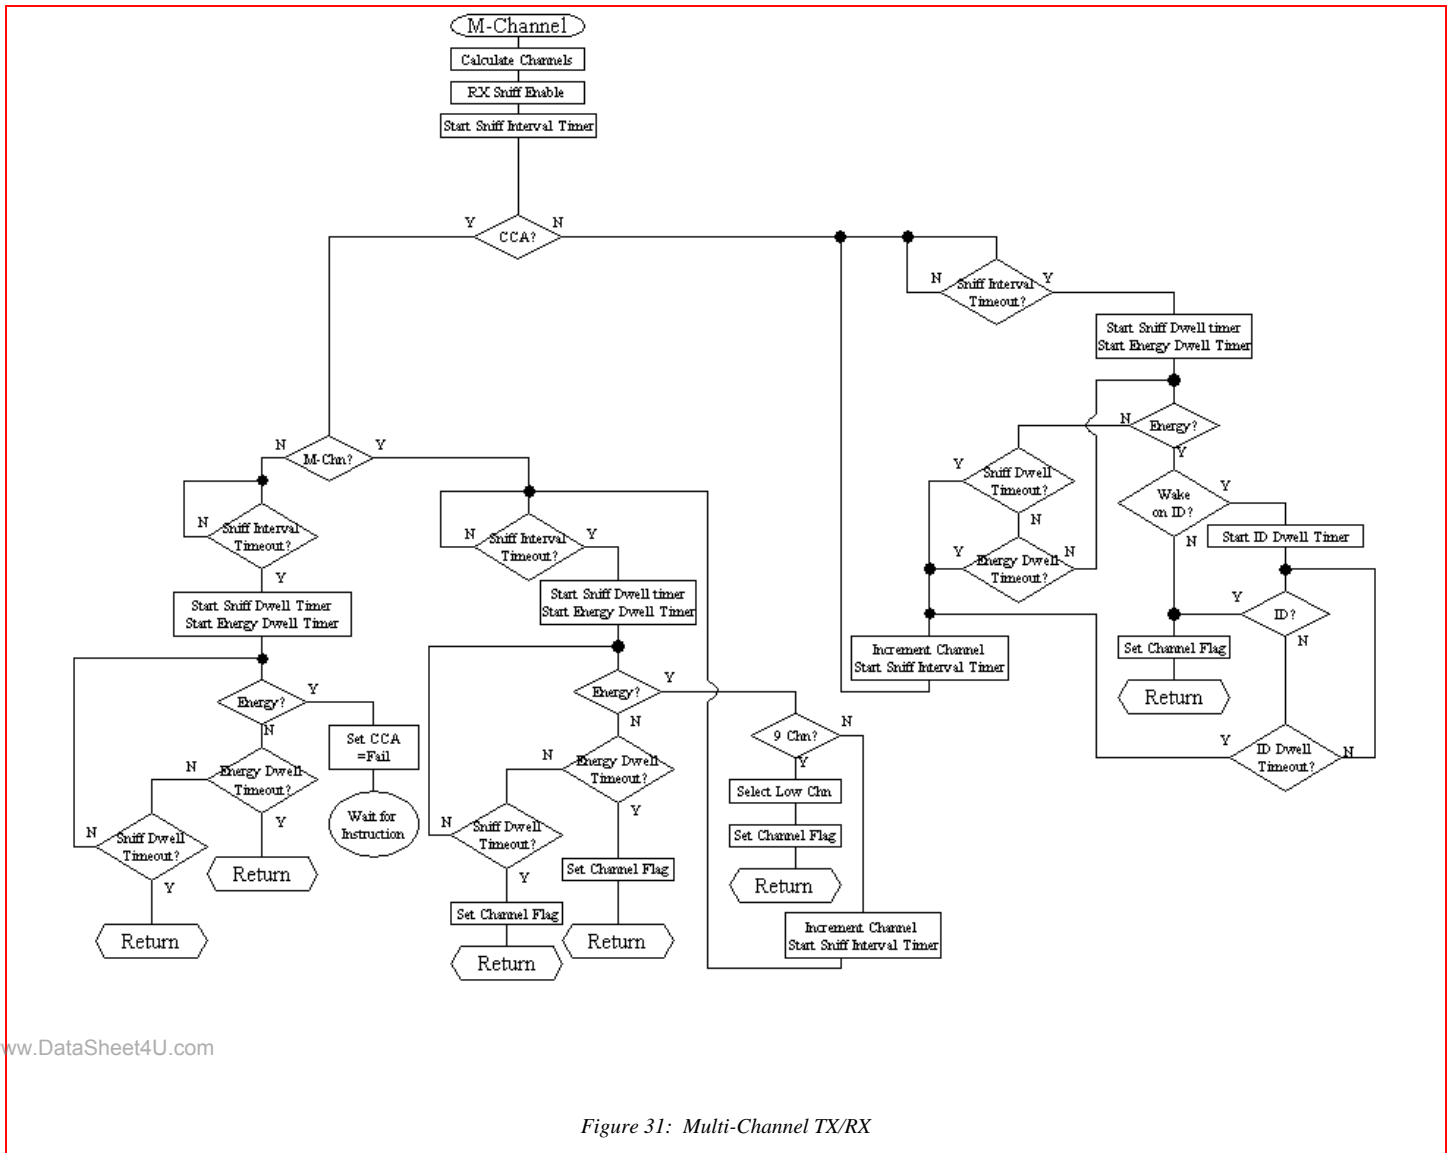 M-Channel
Calculate Channels
RX Sniff Enable
Start Sniff Interval Timer
Y
CCA?
N
N
Sniff Interval
Timeout?
Y
Start Sniff Dwell timer
Start Energy Dwell Timer
N
Energy?
Y
Y
Sniff Dwell
Timeout?
N
Y
Energy Dwell
Timeout?
N
Wake
on ID?
Y
N
Start ID Dwell Timer
Y
ID?
N
Increment Channel
Start Sniff Interval Timer
Set Channel Flag
Return
Y
ID Dwell
Timeout?
N
N
M-Chn?
Y
N
Sniff Interval
Timeout?
Y
Start Sniff Dwell Timer
Start Energy Dwell Timer
Energy?
Y
N
Set CCA
=Fail
Wait for
Instruction
N
Energy Dwell
Timeout?
Y
Return
N
Sniff Dwell
Timeout?
Y
Return
N
Sniff Interval
Timeout?
Y
Start Sniff Dwell timer
Start Energy Dwell Timer
Energy?
Y
N
N
Energy Dwell
Timeout?
Y
Set Channel Flag
Return
N
Sniff Dwell
Timeout?
Y
Set Channel Flag
Return
9 Chn?
N
Y
Select Low Chn
Set Channel Flag
Return
Increment Channel
Start Sniff Interval Timer
ww.DataSheet4U.com
Figure 31: Multi-Channel TX/RX